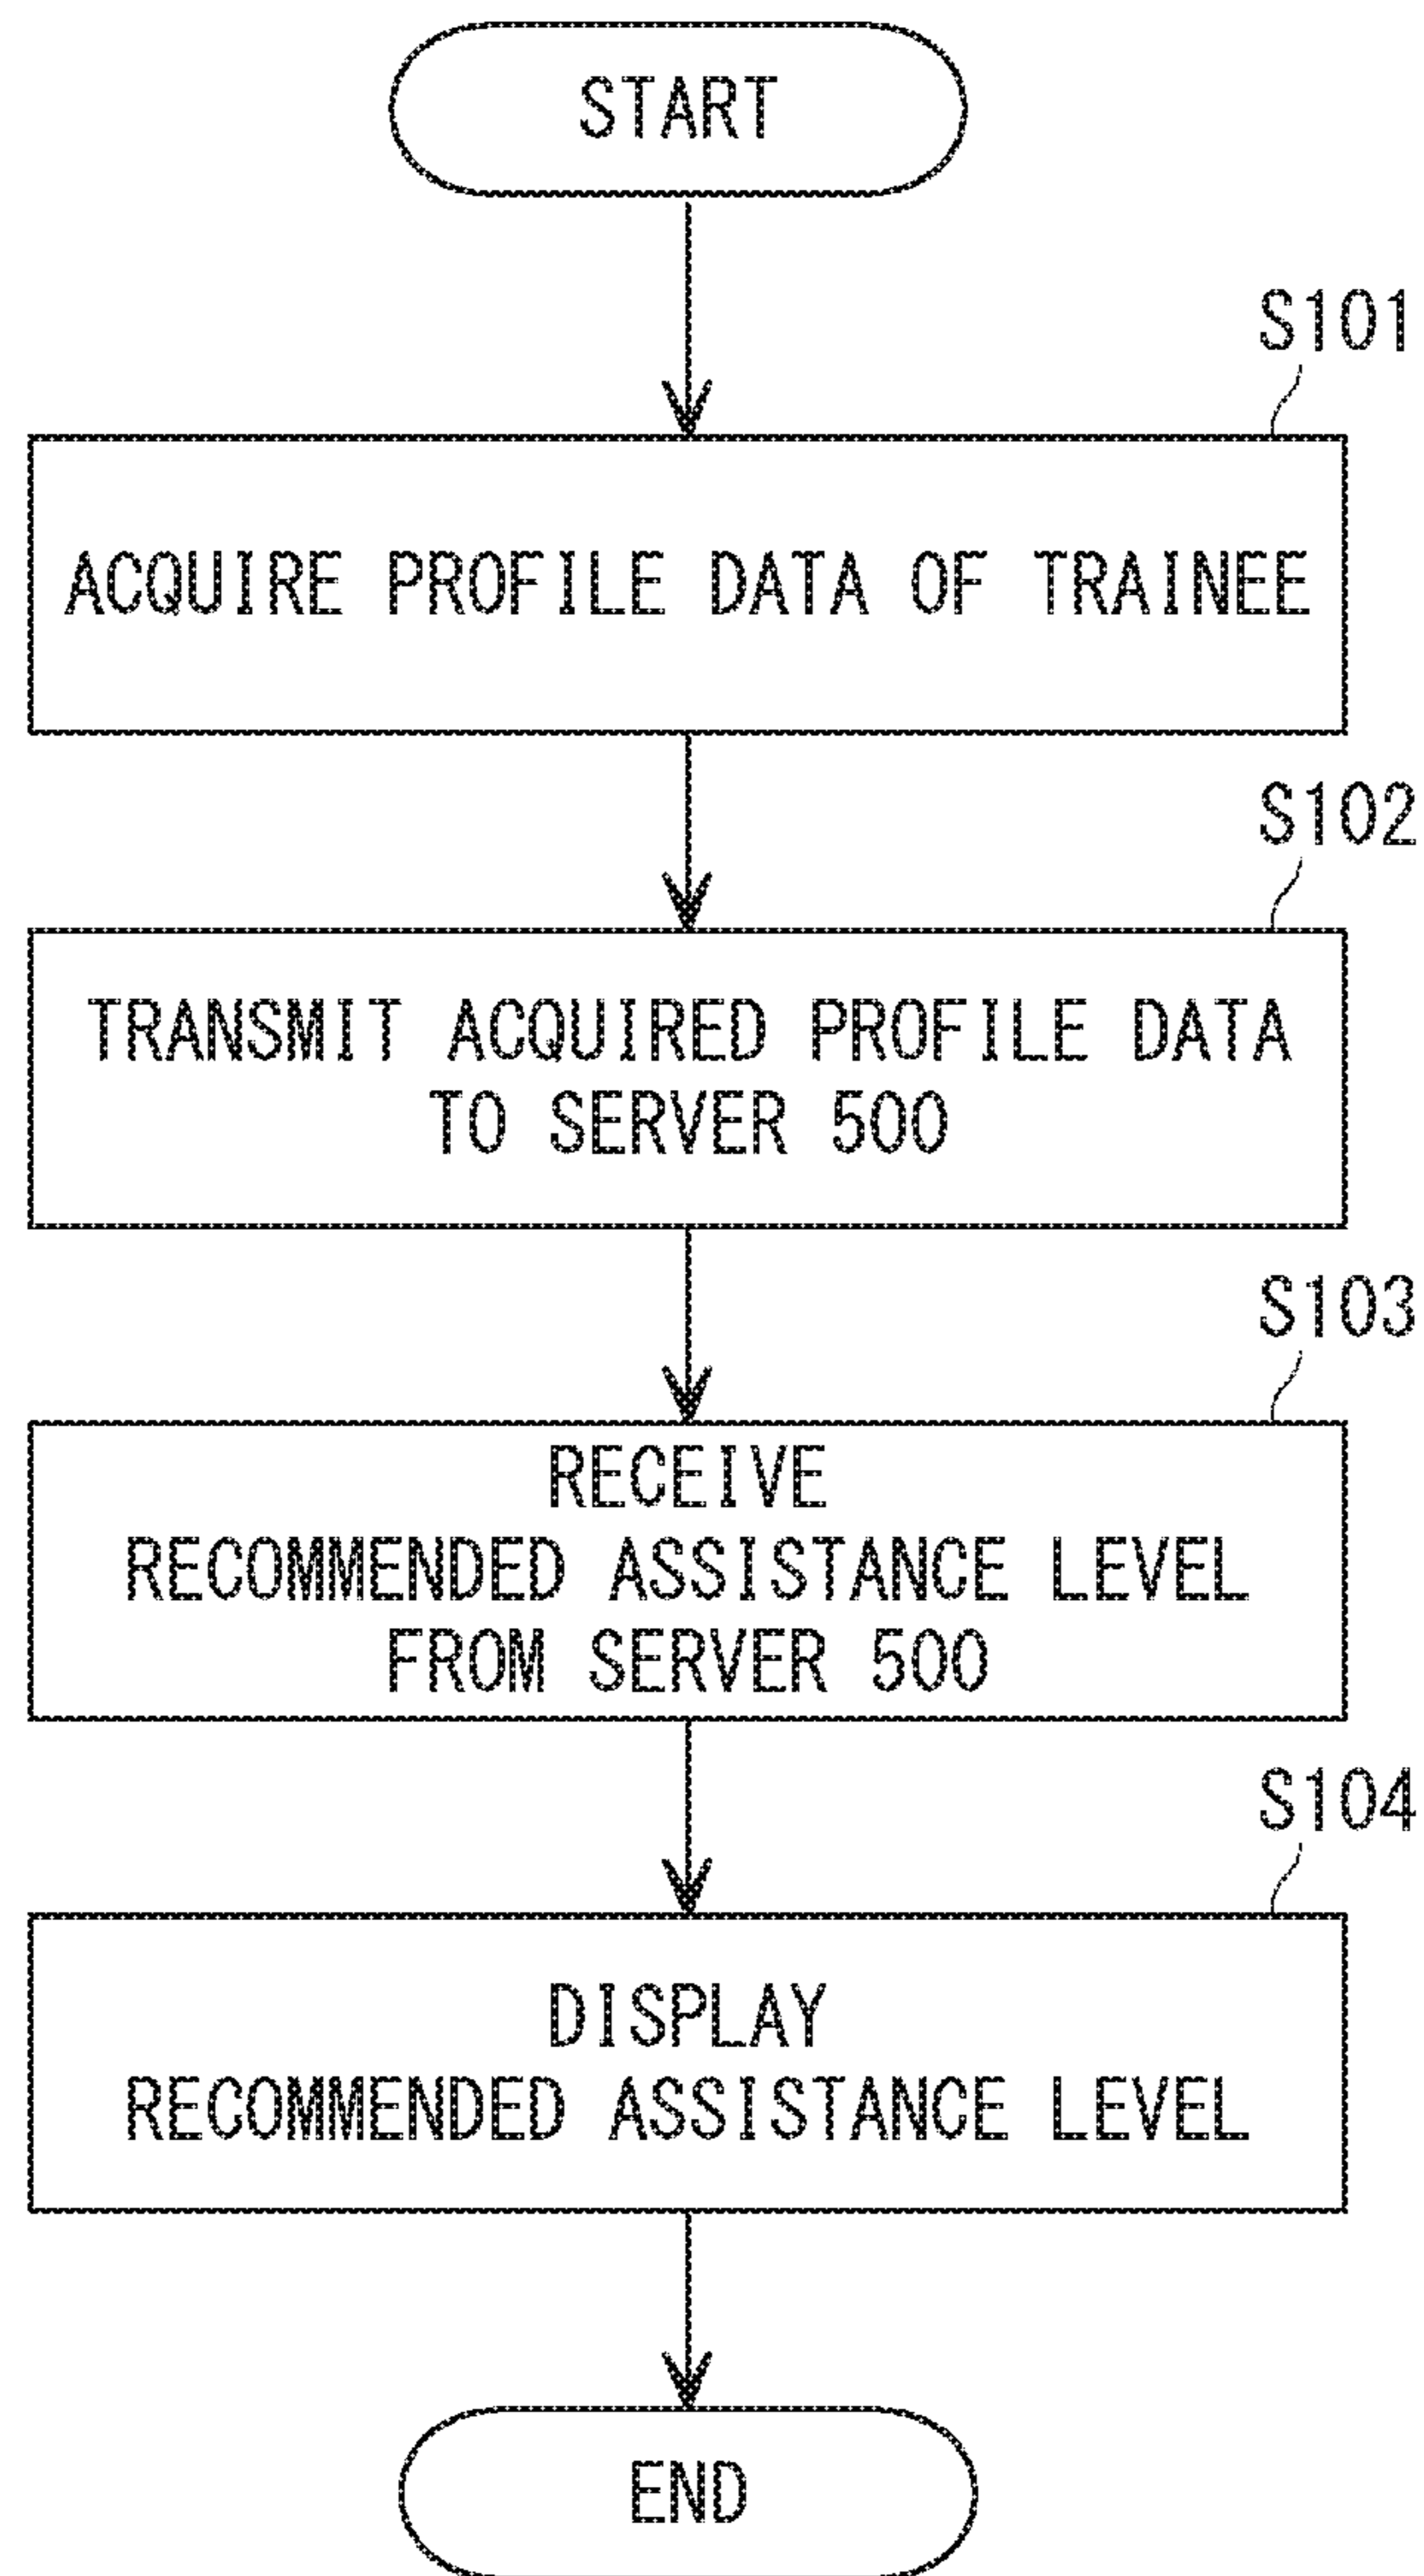 START
S101
ACQUIRE PROFILE DATA OF TRAINEE
S102
TRANSMIT ACQUIRED PROFILE DATA
TO SERVER 500
S103
RECEIVE
RECOMMENDED ASSISTANCE LEVEL
FROM SERVER 500
S104
DISPLAY
RECOMMENDED ASSISTANCE LEVEL
END